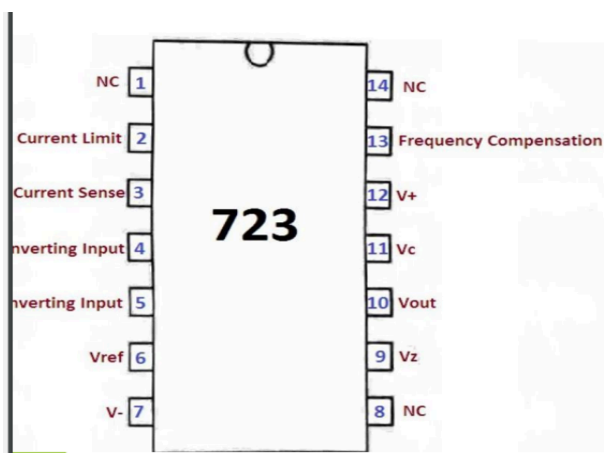 NC 1
14 NC
Current Limit 2
13 Frequency Compensation
Current Sense 3
12 V+
723
nverting Input 4
11 Vc
nverting Input 5
10 Vout
Vref 6
9 Vz
V- 7
8 NC